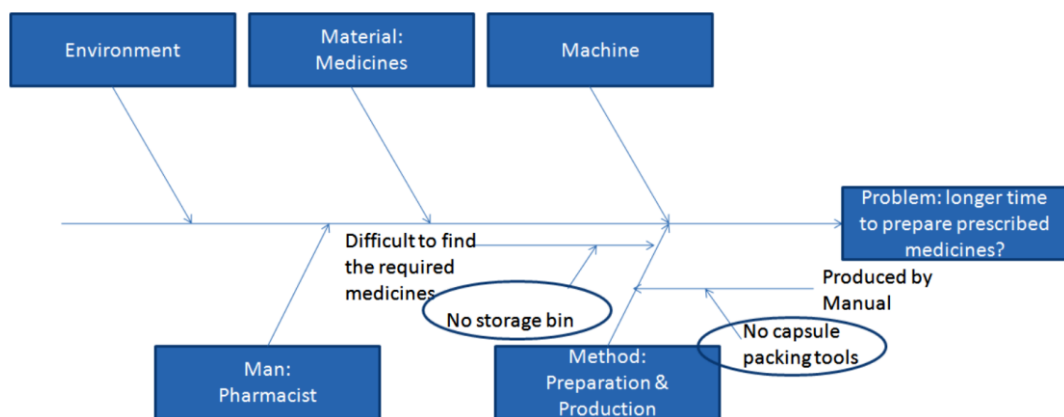 Environment
Material:
Medicines
Machine
Problem: longer time
to prepare prescribed
medicines?
Difficult to find
the required
medicines
No storage bin
Produced by
Manual
No capsule
packing tools
Man:
Pharmacist
Method:
Preparation &
Production